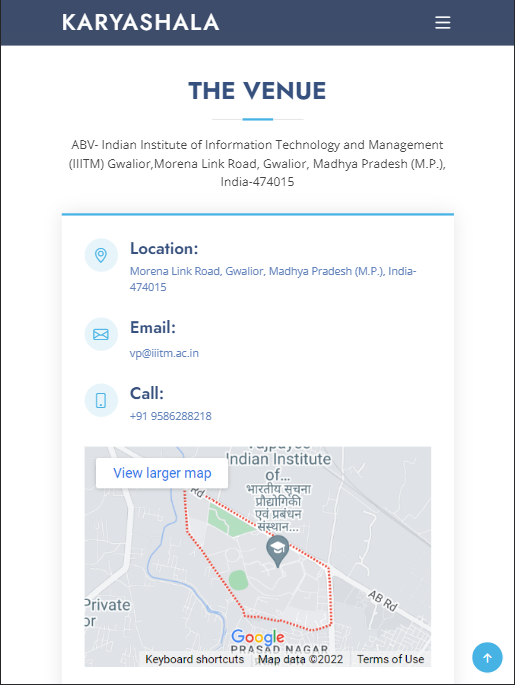 KARYASHALA
THE VENUE
ABV- Indian Institute of Information Technology and Management
(IIITM) Gwalior,Morena Link Road, Gwalior, Madhya Pradesh (M.P.),
India-474015
Location:
Morena Link Road, Gwalior, Madhya Pradesh (M.P.), India-
474015
Email:
vp@iiitm.ac.in
Call:
+91 9586288218
View larger map
Indian Institute
of...
भारतीय सूचना
प्रौद्योगिकी
एवं प्रबंधन
संस्थान...
Rd
AB Rd
Private
or
Google
PRASAD NAGAR
Keyboard shortcuts
Map data ©2022
Terms of Use